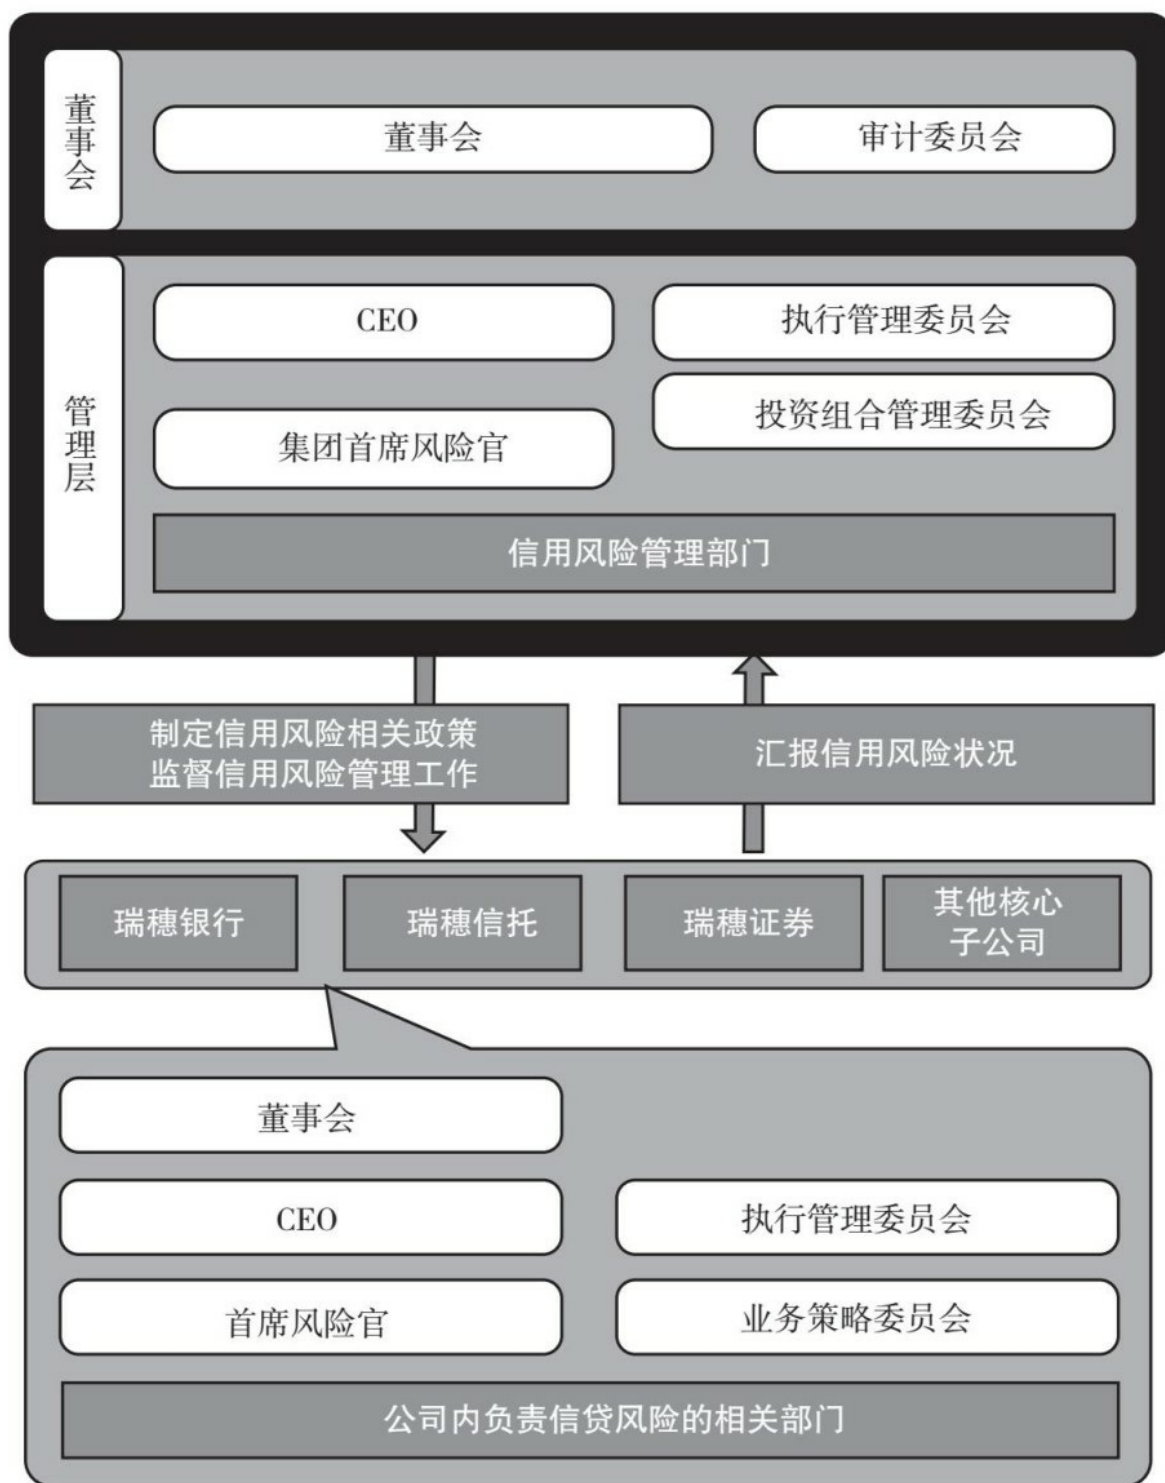 董事会
董事会
审计委员会
管理层
CEO
执行管理委员会
投资组合管理委员会
集团首席风险官
信用风险管理部门
制定信用风险相关政策
监督信用风险管理工作
汇报信用风险状况
瑞穗银行
瑞穗信托
瑞穗证券
其他核心
子公司
董事会
CEO
执行管理委员会
首席风险官
业务策略委员会
公司内负责信贷风险的相关部门